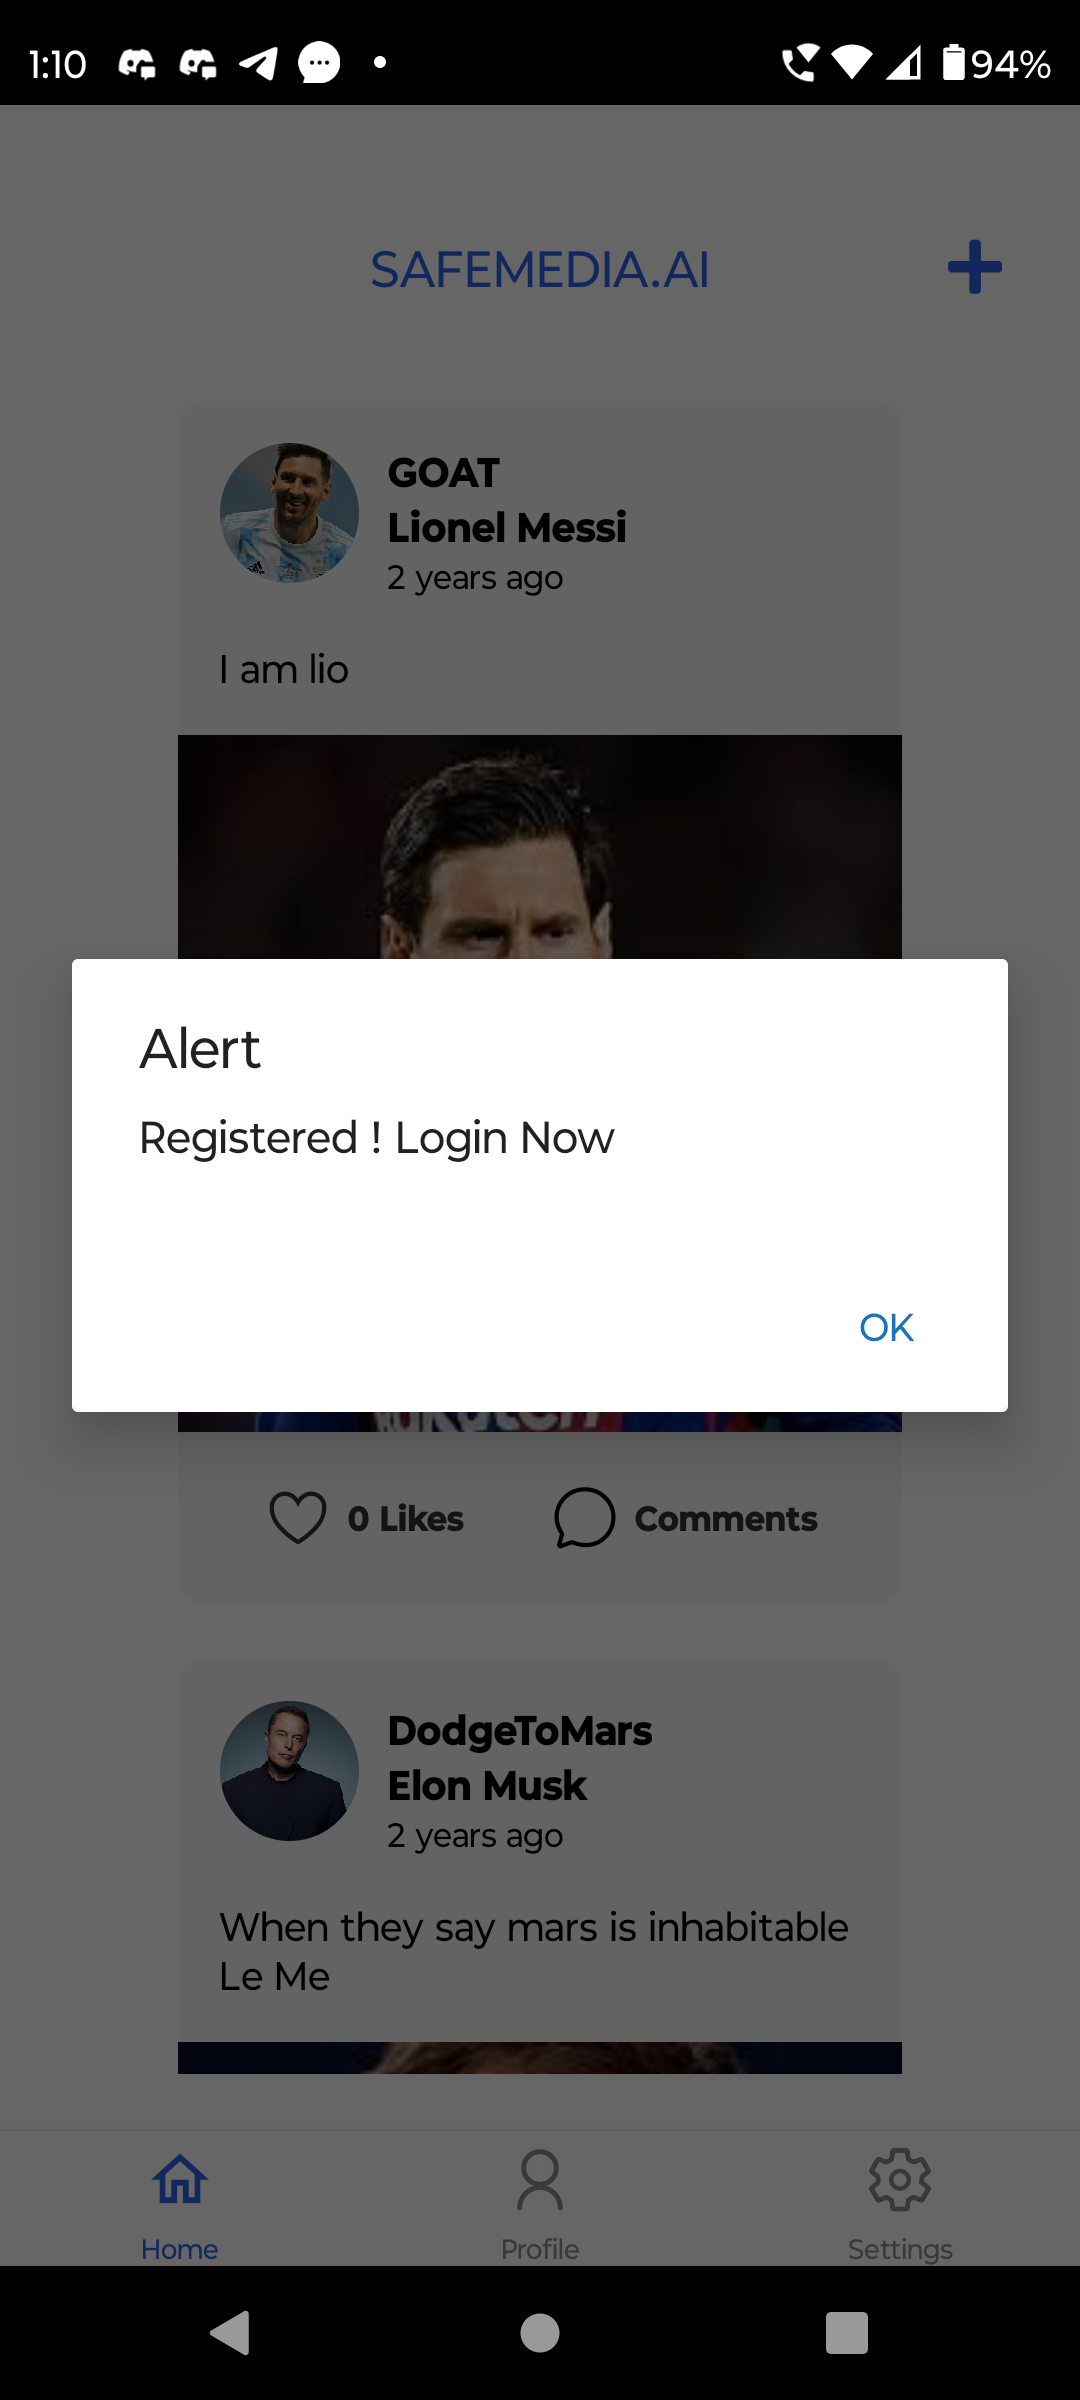 1:10
94%
SAFEMEDIA.AI
GOAT
Lionel Messi
2 years ago
I am lio
Alert
Registered ! Login Now
OK
0 Likes
Comments
DodgeToMars
Elon Musk
2 years ago
When they say mars is inhabitable
Le Me
Home
Profile
Settings